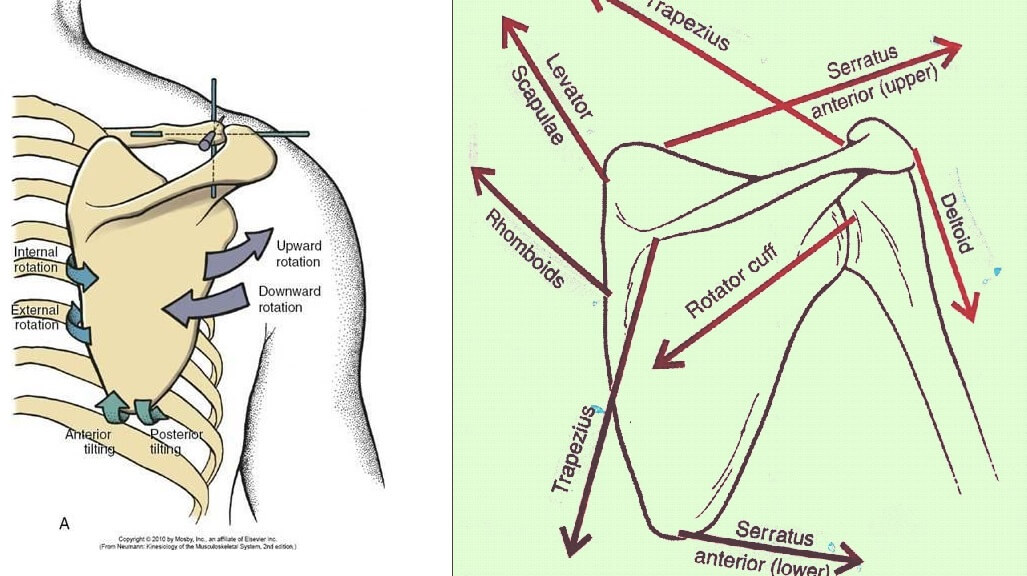 Internal
rotation
External
rotation
Upward
rotation
Downward
rotation
Anterior
tilting
Posterior
tilting
A
Copyright © 2010 by Mosby, Inc., an affiliate of Elsevier Inc.
(From Neumann: Kinesiology of the Musculoskeletal System, 2nd edition.)
Trapezius
Levator
Scapulae
Serratus
anterior (upper)
Rhomboids
Deltoid
Rotator cuff
Trapezius
Serratus
anterior (lower)